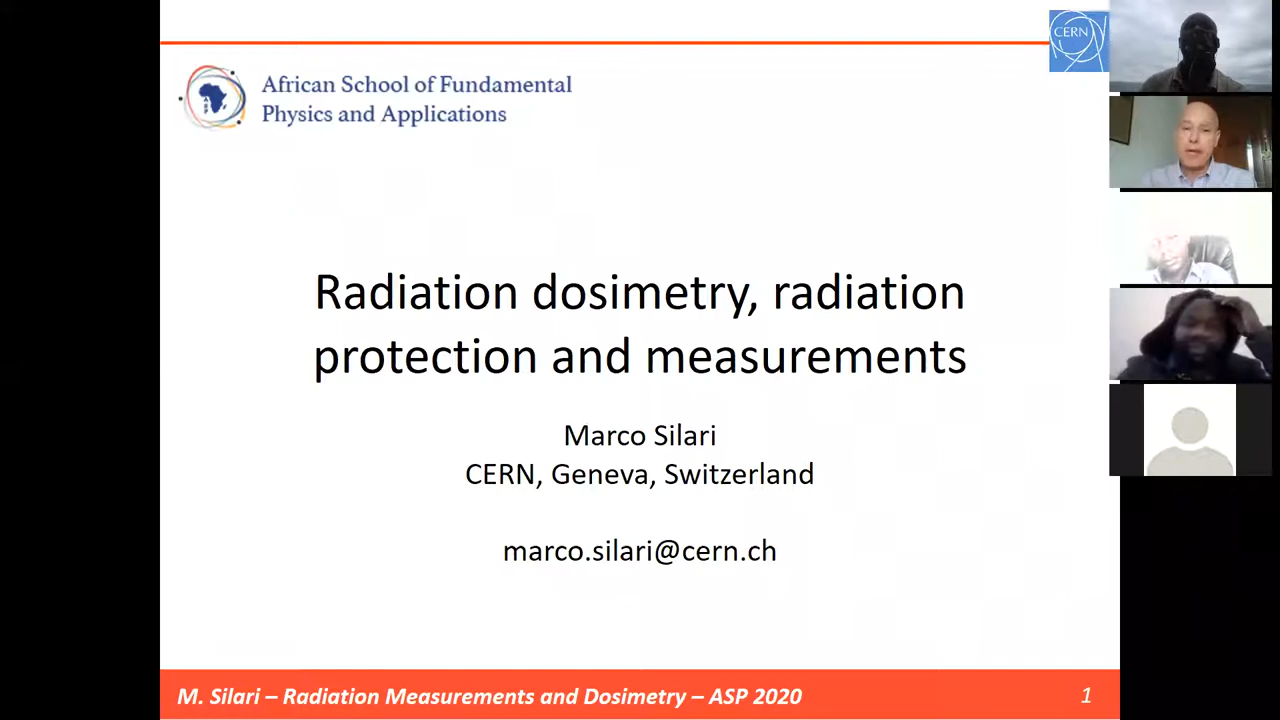 CERN
African School of Fundamental
Physics and Applications
Radiation dosimetry, radiation
protection and measurements
Marco Silari
CERN, Geneva, Switzerland
marco.silari@cern.ch
M. Silari – Radiation Measurements and Dosimetry – ASP 2020
1